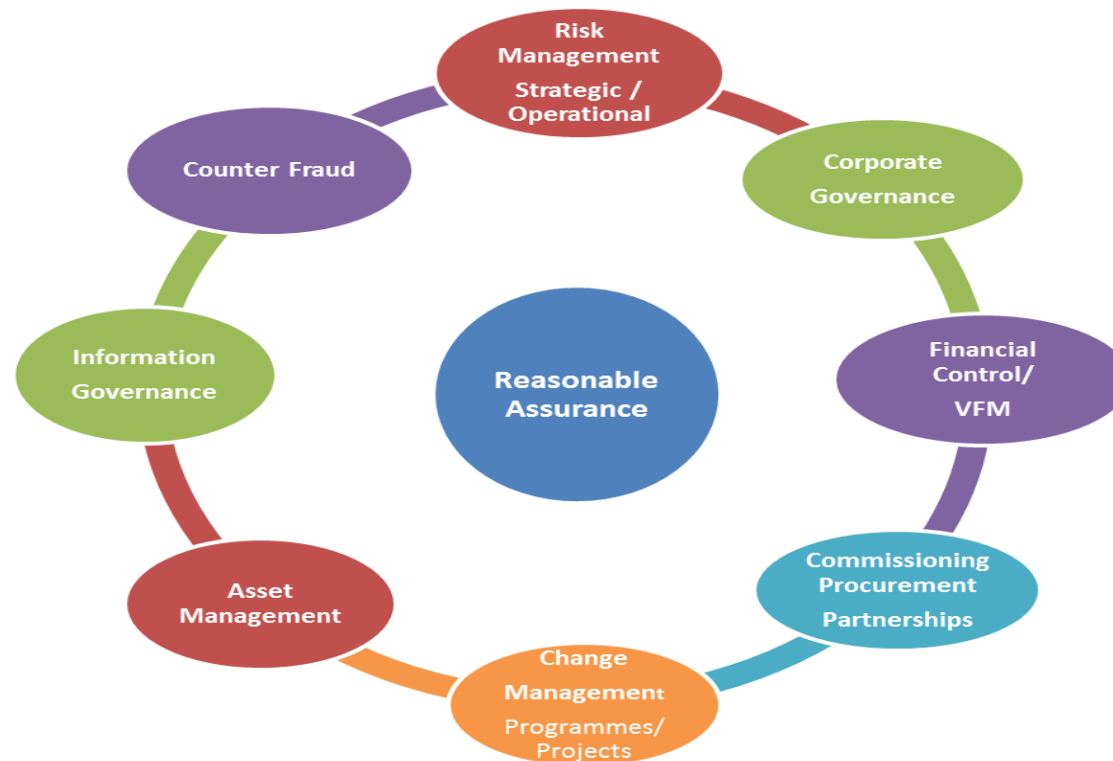 Risk
Management
Strategic /
Operational
Corporate
Governance
Financial
Control/
VFM
Commissioning
Procurement
Partnerships
Change
Management
Programmes/
Projects
Asset
Management
Information
Governance
Counter Fraud
Reasonable
Assurance